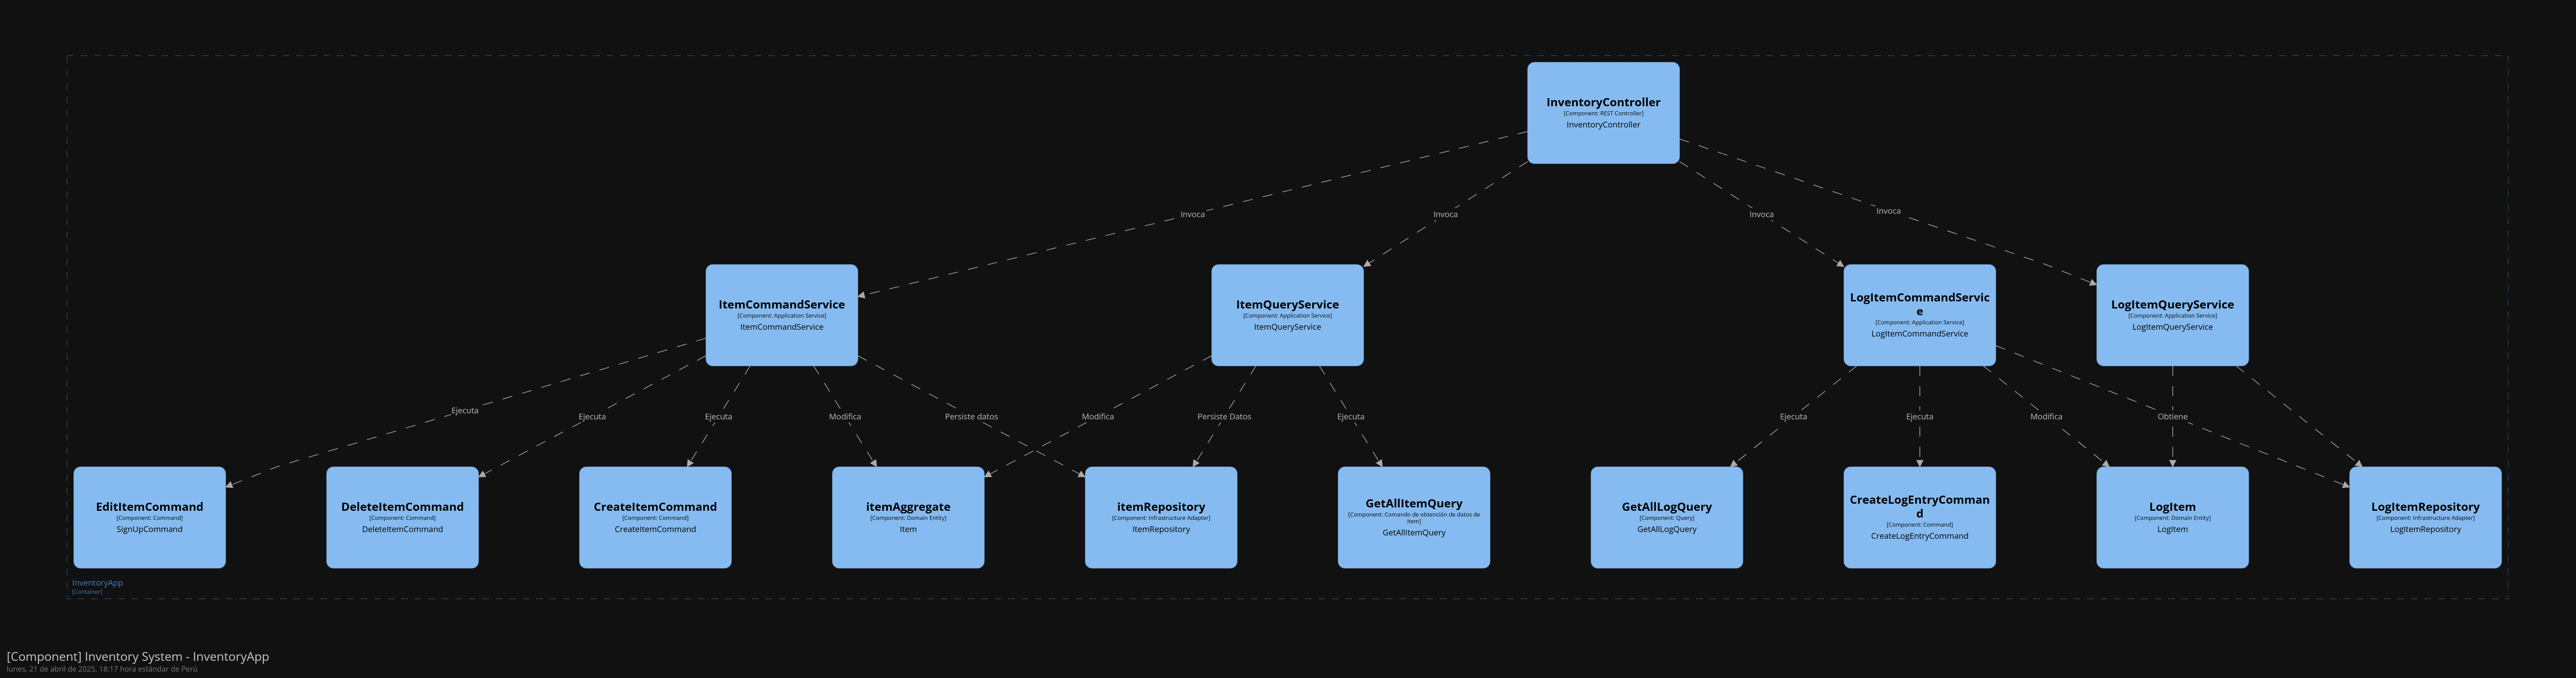 InventoryController
[Component: REST Controller]
InventoryController
Invoca
Invoca
Invoca
Invoca
ItemCommandService
[Component: Application Service]
ItemCommandService
ItemQueryService
[Component: Application Service]
ItemQueryService
LogItemCommandServic
e
[Component: Application Service]
LogItemCommandService
LogItemQueryService
[Component: Application Service]
LogItemQueryService
Ejecuta
Ejecuta
Ejecuta
Modifica
Persiste datos
Modifica
Persiste Datos
Ejecuta
Ejecuta
Ejecuta
Modifica
Obtiene
EditItemCommand
[Component: Command]
SignUpCommand
DeleteItemCommand
[Component: Command]
DeleteItemCommand
CreateItemCommand
[Component: Command]
CreateItemCommand
itemAggregate
[Component: Domain Entity]
Item
itemRepository
[Component: Infrastructure Adapter]
ItemRepository
GetAllItemQuery
[Component: Comando de obtención de datos de
Item]
GetAllItemQuery
GetAllLogQuery
[Component: Query]
GetAllLogQuery
CreateLogEntryComman
d
[Component: Command]
CreateLogEntryCommand
LogItem
[Component: Domain Entity]
LogItem
LogItemRepository
[Component: Infrastructure Adapter]
LogItemRepository
InventoryApp
[Container]
[Component] Inventory System - InventoryApp
lunes, 21 de abril de 2025, 18:17 hora estándar de Perú